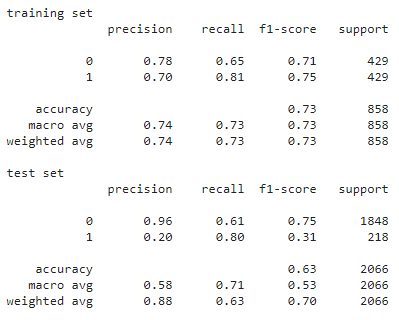 training set
precision recall f1-score support
0 0.78 0.65 0.71 429
1 0.70 0.81 0.75 429
accuracy 0.73 858
macro avg 0.74 0.73 0.73 858
weighted avg 0.74 0.73 0.73 858
test set
precision recall f1-score support
0 0.96 0.61 0.75 1848
1 0.20 0.80 0.31 218
accuracy 0.63 2066
macro avg 0.58 0.71 0.53 2066
weighted avg 0.88 0.63 0.70 2066